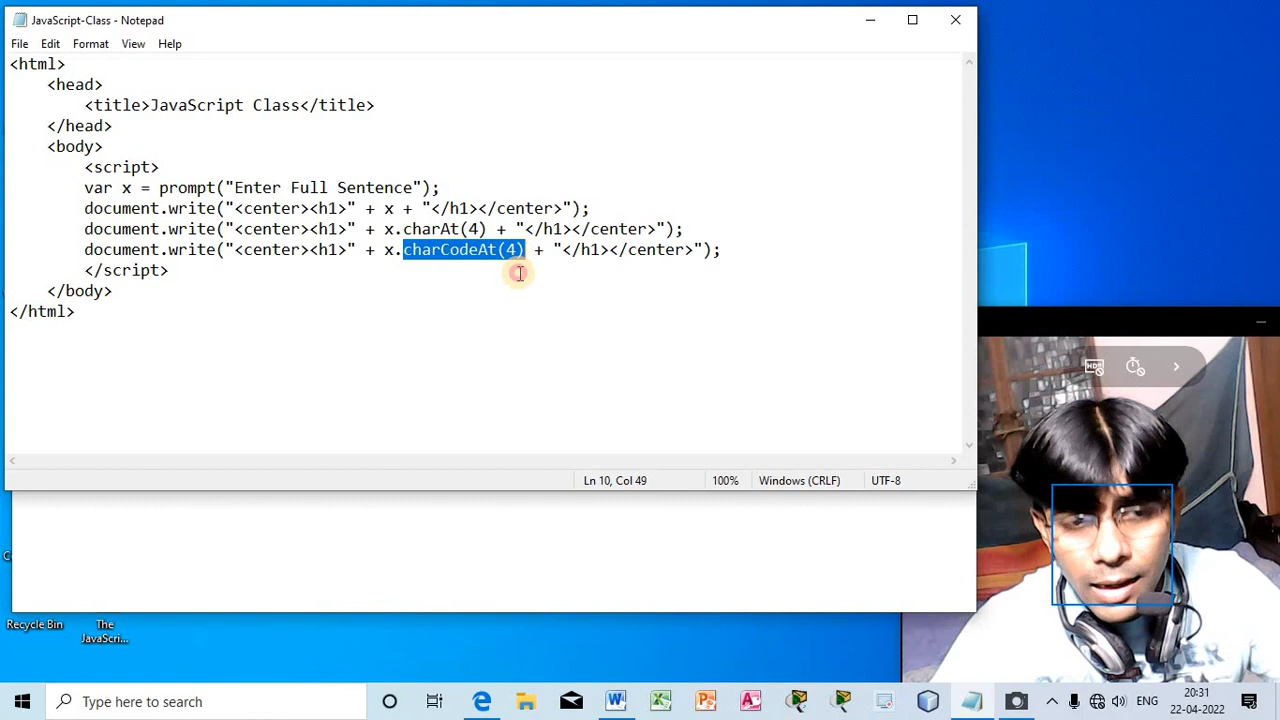 JavaScript-Class - Notepad
File Edit Format View Help
<html>
<head>
<title>JavaScript Class</title>
</head>
<body>
<script>
var x = prompt("Enter Full Sentence");
document.write("<center><h1>" + x + "</h1></center>");
document.write("<center><h1>" + x.charAt(4) + "</h1></center>");
document.write("<center><h1>" + x.charCodeAt(4) + "</h1></center>");
</script>
</body>
</html>
Ln 10, Col 49 100% Windows (CRLF) UTF-8
HDR
Recycle Bin
The
JavaScri...
Type here to search
ENG
20:31
22-04-2022